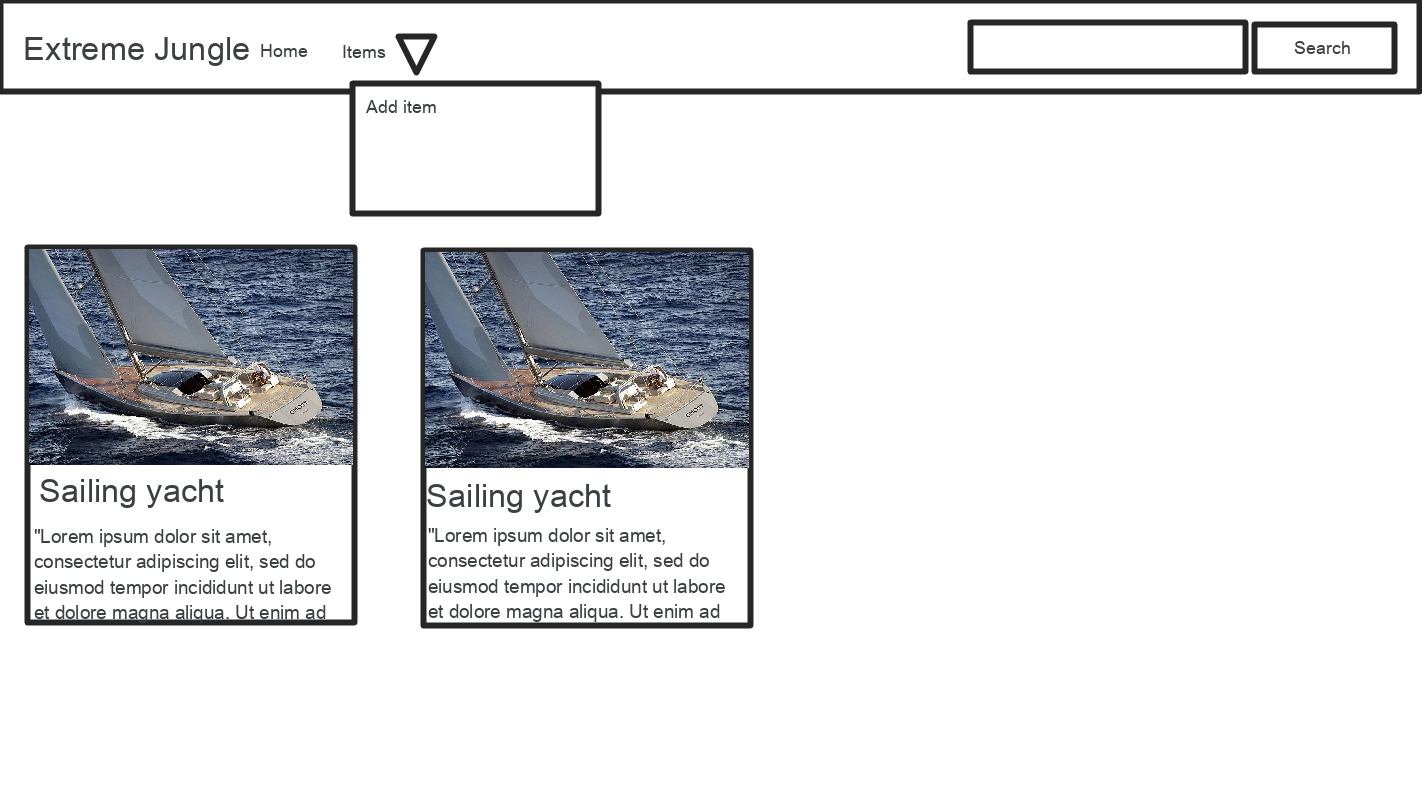 Extreme Jungle Home Items Search
Add item
Sailing yacht
"Lorem ipsum dolor sit amet,
consectetur adipiscing elit, sed do
eiusmod tempor incididunt ut labore
et dolore magna aliqua. Ut enim ad
Sailing yacht
"Lorem ipsum dolor sit amet,
consectetur adipiscing elit, sed do
eiusmod tempor incididunt ut labore
et dolore magna aliqua. Ut enim ad